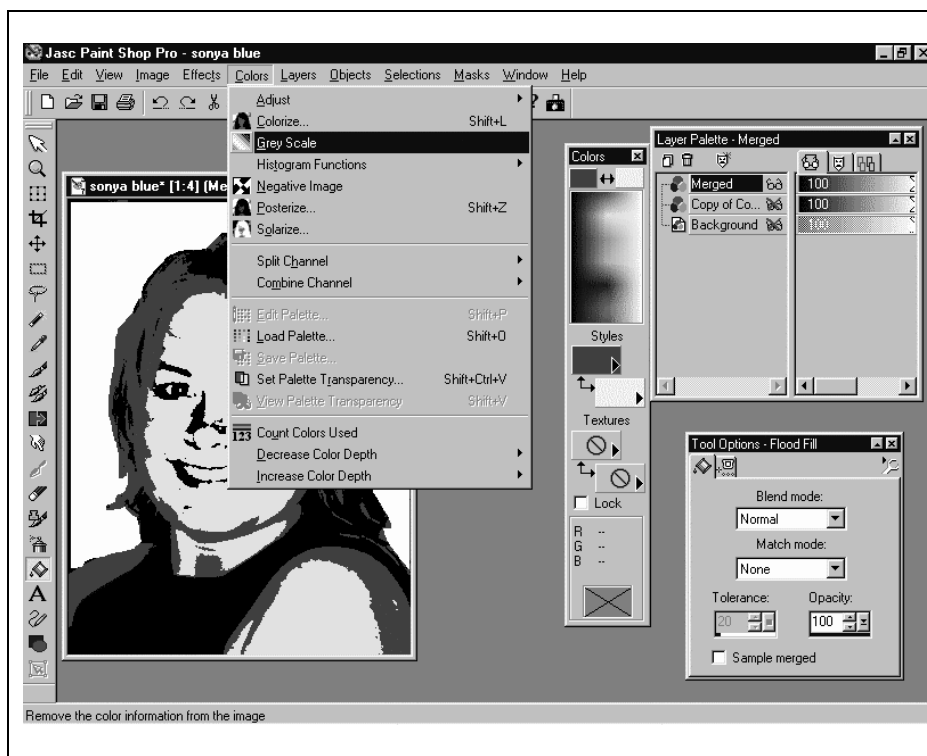 Jasc Paint Shop Pro - sonya blue
File Edit View Image Effects Colors Layers Objects Selections Masks Window Help
Adjust
Colorize... Shift+L
Grey Scale
Histogram Functions
Negative Image
Posterize... Shift+Z
Solarize...
Split Channel
Combine Channel
Edit Palette... Shift+P
Load Palette... Shift+O
Save Palette...
Set Palette Transparency... Shift+Ctrl+V
View Palette Transparency Shift+V
123 Count Colors Used
Decrease Color Depth
Increase Color Depth
sonya blue* [1:4] (Me
A
Colors
Styles
Textures
Lock
R --
G --
B --
Layer Palette - Merged
Merged 100
Copy of Co... 100
Background 100
Tool Options - Flood Fill
Blend mode:
Normal
Match mode:
None
Tolerance: Opacity:
20 100
Sample merged
Remove the color information from the image